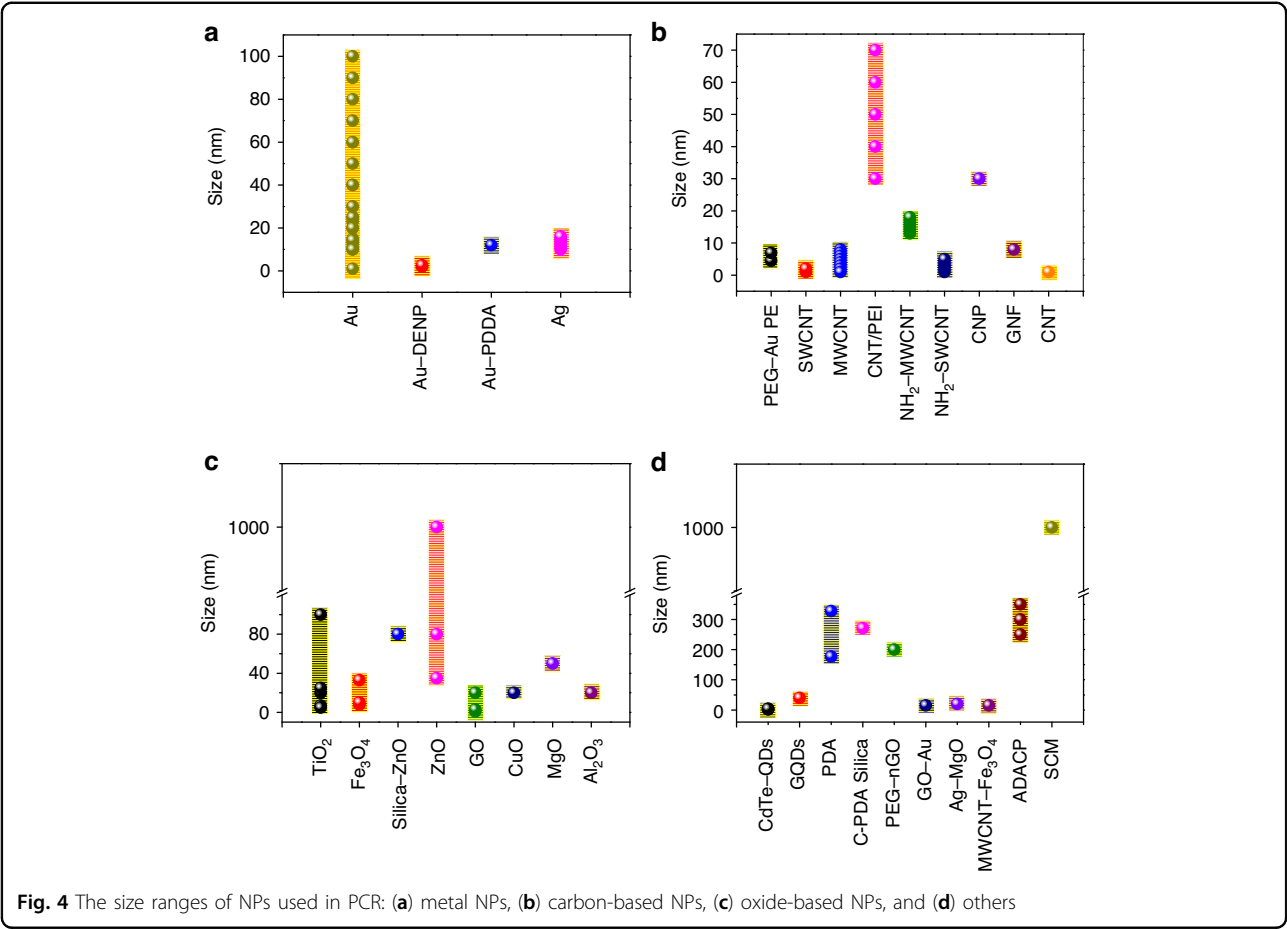 a
100
80
60
40
20
0
Size (nm)
Au
Au–DENP
Au–PDDA
Ag
b
70
60
50
40
30
20
10
0
Size (nm)
PEG–Au PE
SWCNT
MWCNT
CNT/PEI
NH₂–MWCNT
NH₂–SWCNT
CNP
GNF
CNT
c
1000
80
40
0
Size (nm)
TiO₂
Fe₃O₄
Silica–ZnO
ZnO
GO
CuO
MgO
Al₂O₃
d
1000
300
200
100
0
Size (nm)
CdTe–QDs
GQDs
PDA
C-PDA Silica
PEG–nGO
GO–Au
Ag–MgO
MWCNT–Fe₃O₄
ADACP
SCM
Fig. 4 The size ranges of NPs used in PCR: (a) metal NPs, (b) carbon-based NPs, (c) oxide-based NPs, and (d) others